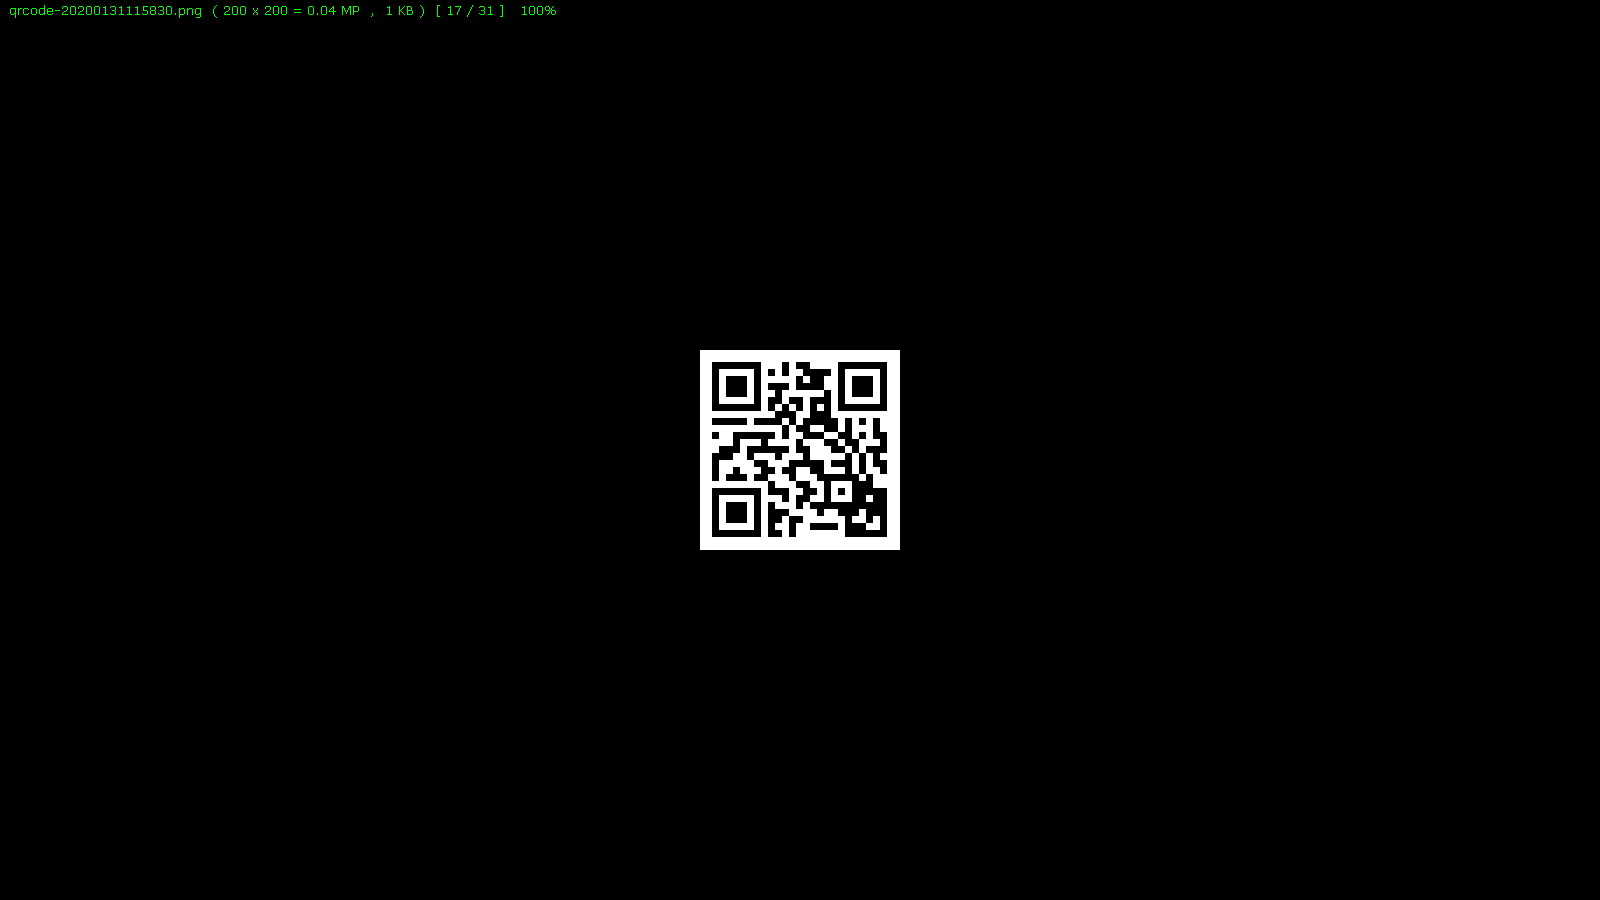 qrcode-20200131115830.png ( 200 x 200 = 0.04 MP , 1 KB ) [ 17 / 31 ] 100%